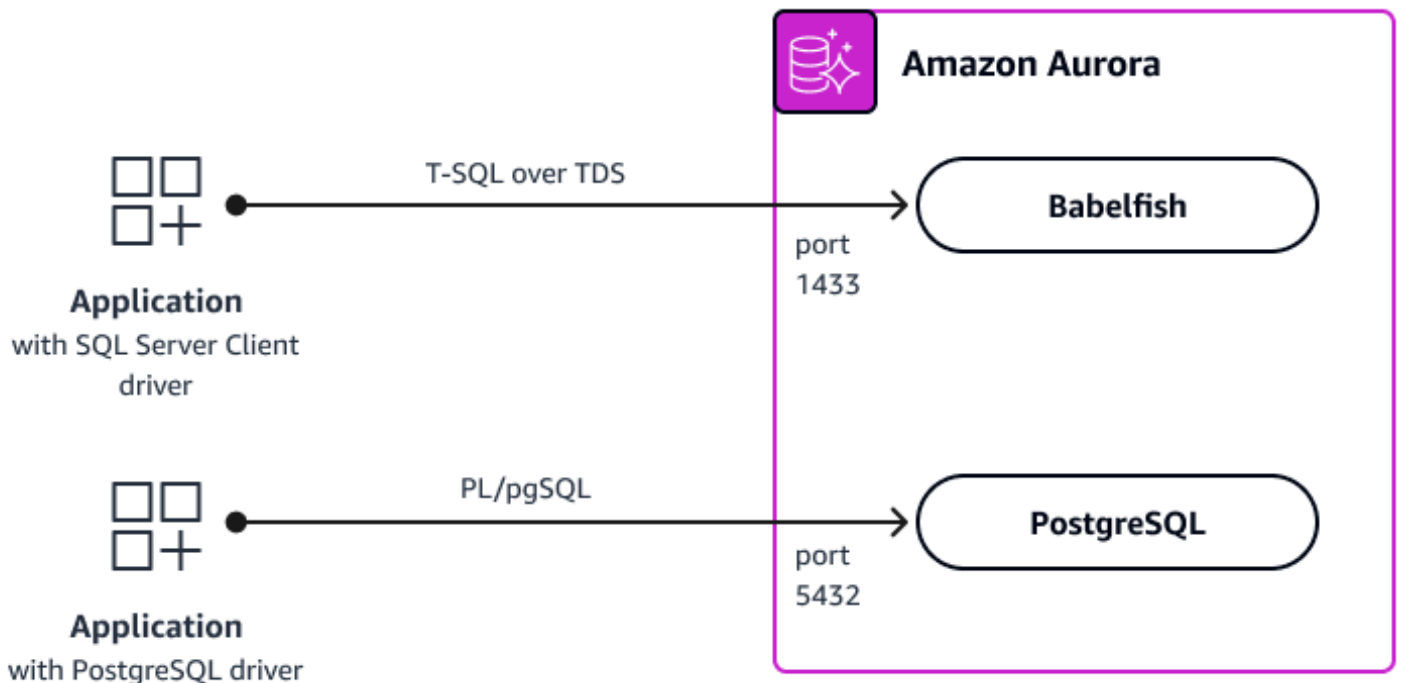 Amazon Aurora
T-SQL over TDS
Babelfish
port
1433
Application
with SQL Server Client
driver
PL/pgSQL
PostgreSQL
port
5432
Application
with PostgreSQL driver